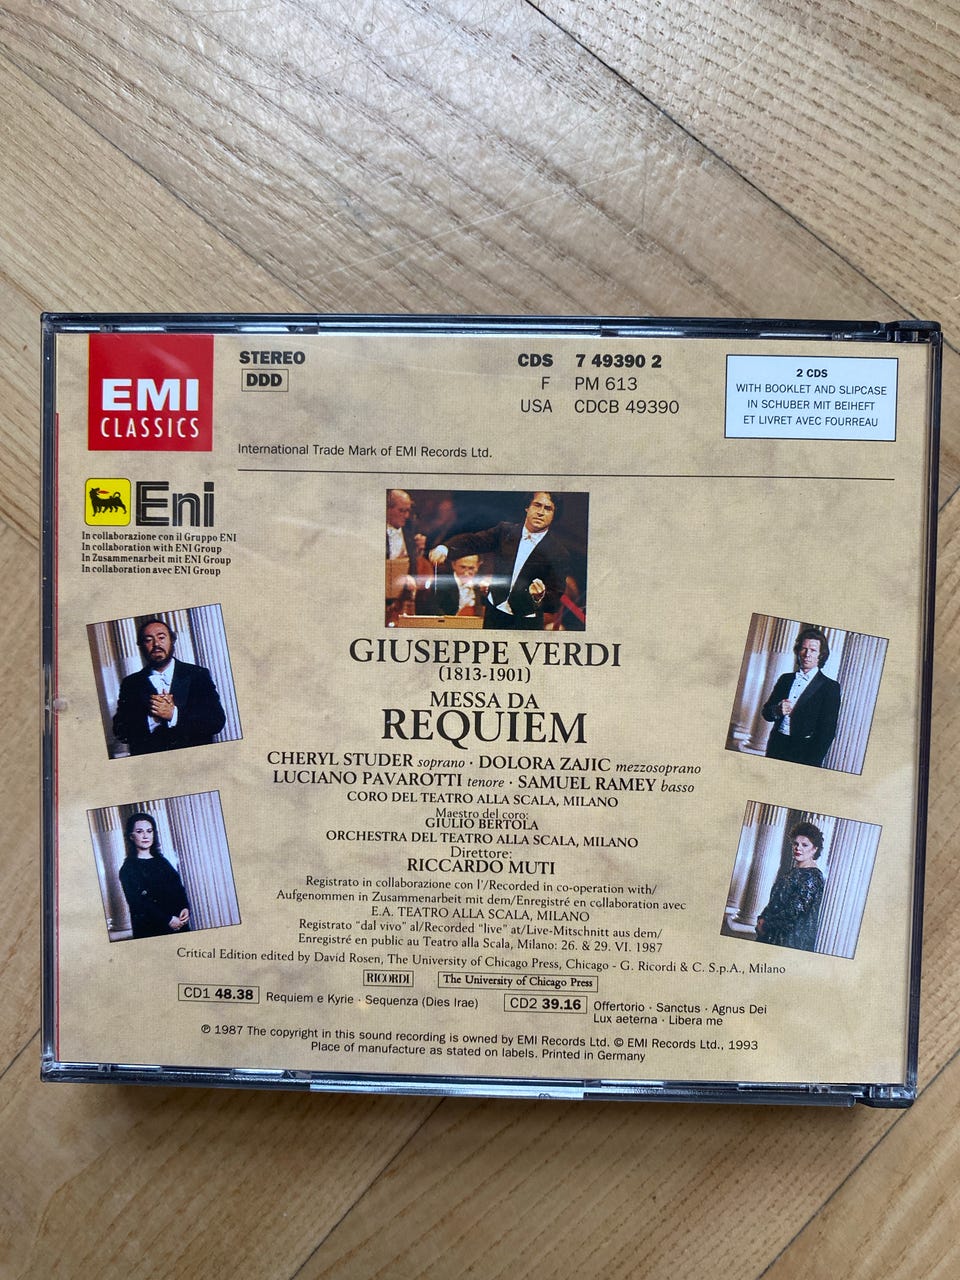 EMI
CLASSICS
STEREO
DDD
CDS 7 49390 2
F PM 613
USA CDCB 49390
2 CDS
WITH BOOKLET AND SLIPCASE
IN SCHUBER MIT BEIHEFT
ET LIVRET AVEC FOURREAU
International Trade Mark of EMI Records Ltd.
Eni
In collaborazione con il Gruppo ENI
In collaboration with ENI Group
In Zusammenarbeit mit ENI Group
In collaboration avec ENI Group
GIUSEPPE VERDI
(1813-1901)
MESSA DA
REQUIEM
CHERYL STUDER soprano · DOLORA ZAJIC mezzosoprano
LUCIANO PAVAROTTI tenore · SAMUEL RAMEY basso
CORO DEL TEATRO ALLA SCALA, MILANO
Maestro del coro:
GIULIO BERTOLA
ORCHESTRA DEL TEATRO ALLA SCALA, MILANO
Direttore:
RICCARDO MUTI
Registrato in collaborazione con l'/Recorded in co-operation with/
Aufgenommen in Zusammenarbeit mit dem/Enregistré en collaboration avec
E.A. TEATRO ALLA SCALA, MILANO
Registrato "dal vivo" al/Recorded "live" at/Live-Mitschnitt aus dem/
Enregistré en public au Teatro alla Scala, Milano: 26. & 29. VI. 1987
Critical Edition edited by David Rosen, The University of Chicago Press, Chicago - G. Ricordi & C. S.p.A., Milano
RICORDI The University of Chicago Press
CD1 48.38 Requiem e Kyrie · Sequenza (Dies Irae)
CD2 39.16 Offertorio · Sanctus · Agnus Dei
Lux aeterna · Libera me
℗ 1987 The copyright in this sound recording is owned by EMI Records Ltd. © EMI Records Ltd., 1993
Place of manufacture as stated on labels. Printed in Germany